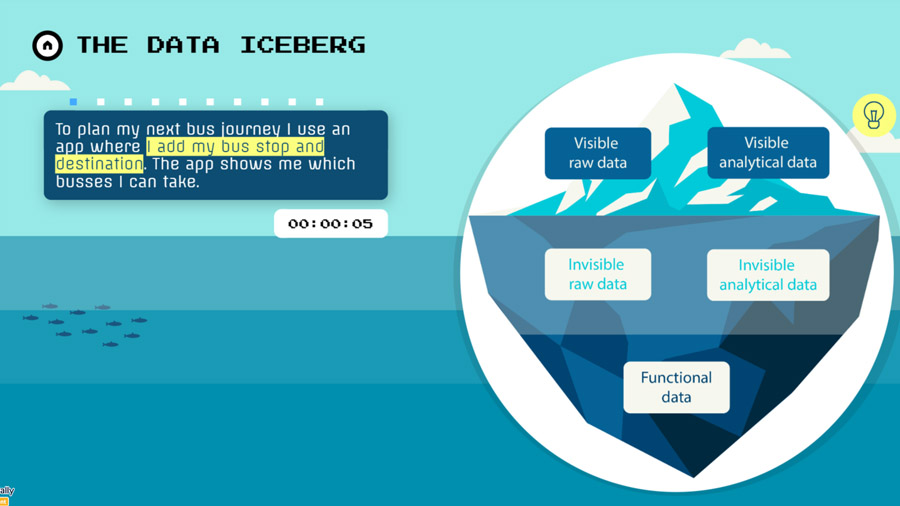 THE DATA ICEBERG
To plan my next bus journey I use an
app where I add my bus stop and
destination. The app shows me which
busses I can take.
00:00:05
Visible
raw data
Visible
analytical data
Invisible
raw data
Invisible
analytical data
Functional
data
ally